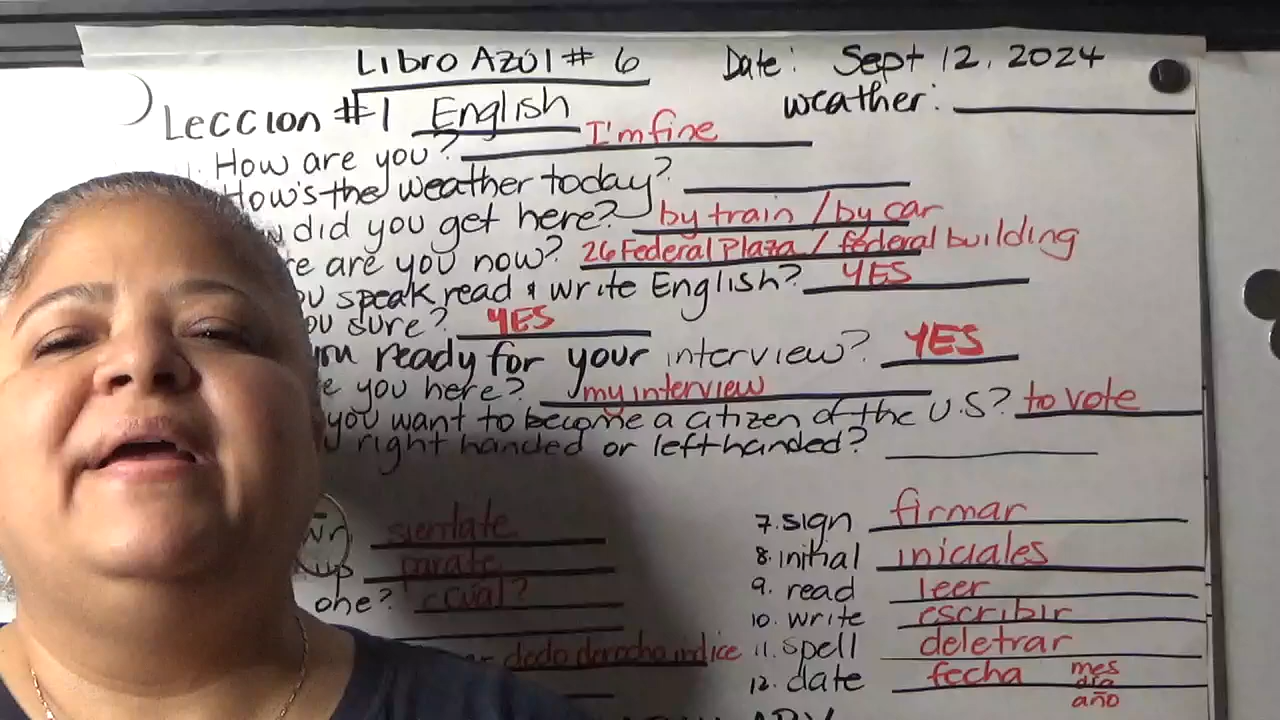 Libro Azul # 6
Date: Sept 12, 2024
weather:
Leccion #1 English
How are you? I'm fine
How's the weather today?
did you get here? by train / by car
are you now? 26 Federal Plaza / federal building
speak, read & write English? YES
sure? YES
ready for your interview? YES
you here? my interview
you want to become a citizen of the U.S? to vote
right handed or left handed?
sientate
up parate
one? ¿cual?
dedo derecho indice
7. sign firmar
8. initial iniciales
9. read leer
10. write escribir
11. spell deletrar
12. date fecha mes
dia
año